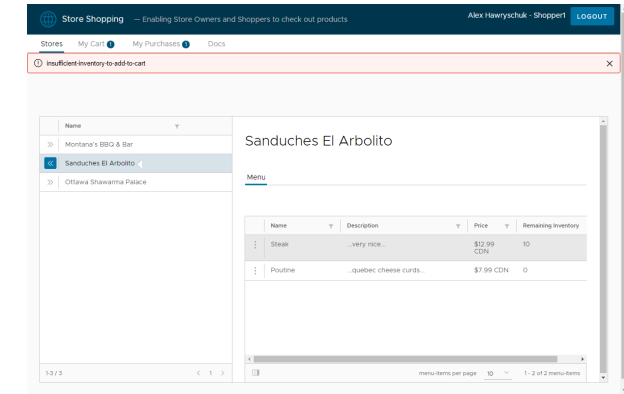 Store Shopping — Enabling Store Owners and Shoppers to check out products
Alex Hawryschuk - Shopper1 LOGOUT
Stores My Cart 1 My Purchases 1 Docs
insufficient-inventory-to-add-to-cart
Name
Montana's BBQ & Bar
Sanduches El Arbolito
Ottawa Shawarma Palace
1-3 / 3
1
Sanduches El Arbolito
Menu
Name Description Price Remaining Inventory
Steak ...very nice... $12.99 CDN 10
Poutine ...quebec cheese curds... $7.99 CDN 0
menu-items per page 10 1 - 2 of 2 menu-items